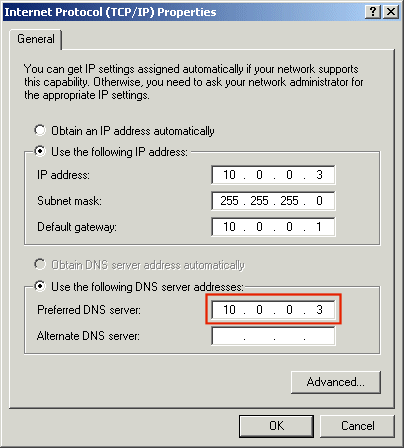 Internet Protocol (TCP/IP) Properties
General
You can get IP settings assigned automatically if your network supports
this capability. Otherwise, you need to ask your network administrator for
the appropriate IP settings.
Obtain an IP address automatically
Use the following IP address:
IP address: 10 . 0 . 0 . 3
Subnet mask: 255 . 255 . 255 . 0
Default gateway: 10 . 0 . 0 . 1
Obtain DNS server address automatically
Use the following DNS server addresses:
Preferred DNS server: 10 . 0 . 0 . 3
Alternate DNS server: . . .
Advanced...
OK Cancel